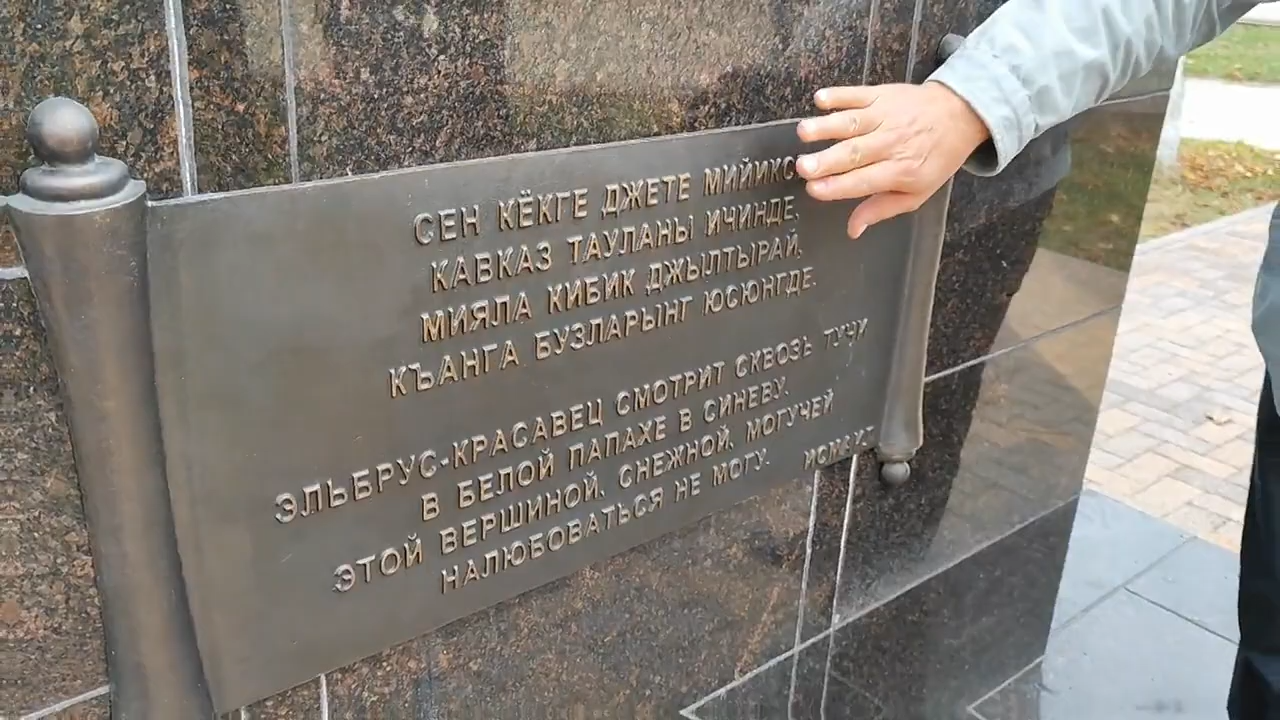 СЕН КЁКГЕ ДЖЕТЕ
КАВКАЗ ТАУЛАНЫ ИЧИНДЕ,
МИЯЛА КИБИК ДЖЫЛТЫРАЙ,
КЪАНГА БУЗЛАРЫНГ ЮСЮНГДЕ.
ЭЛЬБРУС-КРАСАВЕЦ СМОТРИТ СКВОЗЬ ТУЧИ
В БЕЛОЙ ПАПАХЕ В СИНЕВУ.
ЭТОЙ ВЕРШИНОЙ, СНЕЖНОЙ, МОГУЧЕЙ
НАЛЮБОВАТЬСЯ НЕ МОГУ.